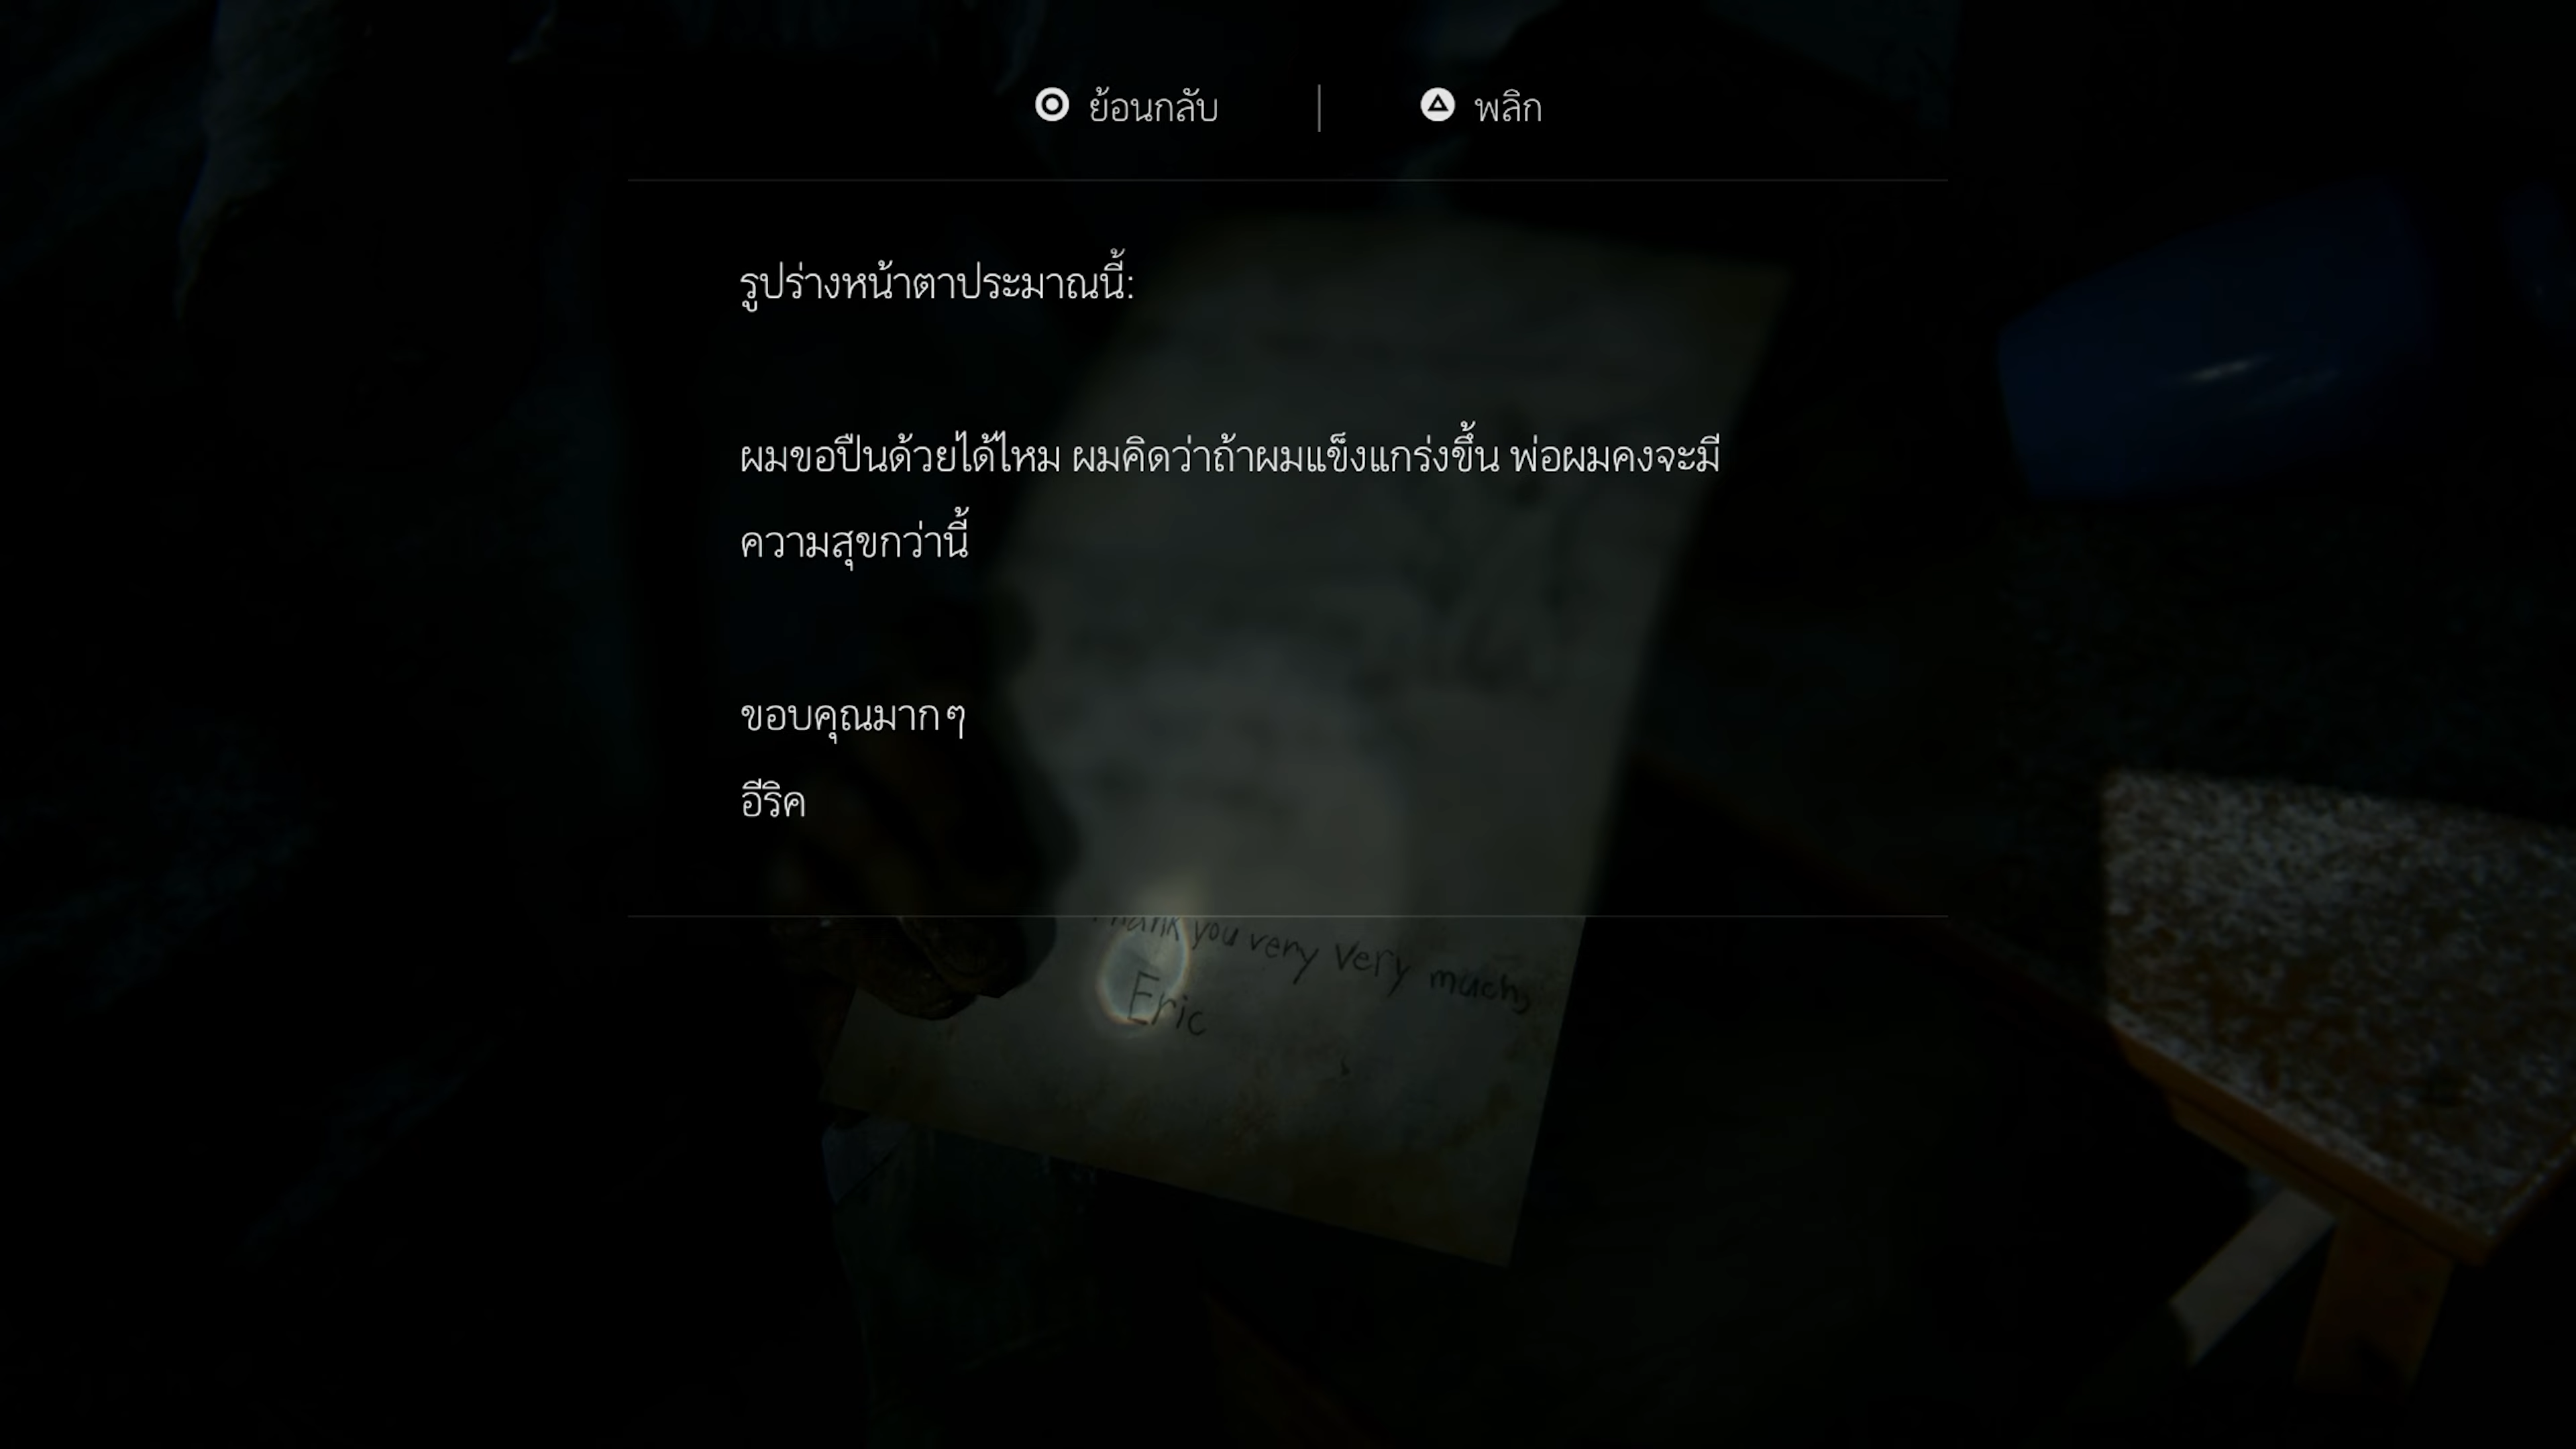 ย้อนกลับ | พลิก
รูปร่างหน้าตาประมาณนี้:
ผมขอปืนด้วยได้ไหม ผมคิดว่าถ้าผมแข็งแกร่งขึ้น พ่อผมคงจะมี
ความสุขกว่านี้
ขอบคุณมากๆ
อีริค
Thank you very very much,
Eric